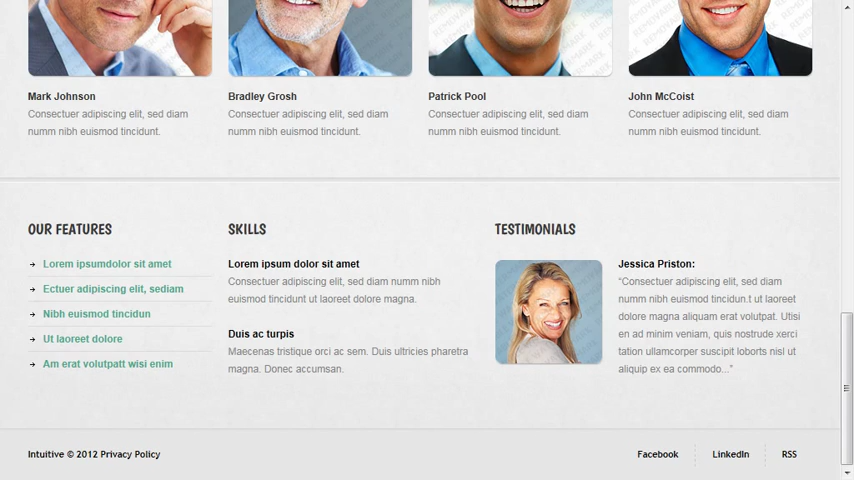 Mark Johnson
Consectuer adipiscing elit, sed diam
numm nibh euismod tincidunt.
Bradley Grosh
Consectuer adipiscing elit, sed diam
numm nibh euismod tincidunt.
Patrick Pool
Consectuer adipiscing elit, sed diam
numm nibh euismod tincidunt.
John McCoist
Consectuer adipiscing elit, sed diam
numm nibh euismod tincidunt.
OUR FEATURES
Lorem ipsumdolor sit amet
Ectuer adipiscing elit, sediam
Nibh euismod tincidun
Ut laoreet dolore
Am erat volutpatt wisi enim
SKILLS
Lorem ipsum dolor sit amet
Consectuer adipiscing elit, sed diam numm nibh
euismod tincidunt ut laoreet dolore magna.
Duis ac turpis
Maecenas tristique orci ac sem. Duis ultricies pharetra
magna. Donec accumsan.
TESTIMONIALS
Jessica Priston:
“Consectuer adipiscing elit, sed diam
numm nibh euismod tincidun.t ut laoreet
dolore magna aliquam erat volutpat. Utisi
en ad minim veniam, quis nostrude xerci
tation ullamcorper suscipit loborts nisl ut
aliquip ex ea commodo...”
Intuitive © 2012 Privacy Policy
Facebook
LinkedIn
RSS